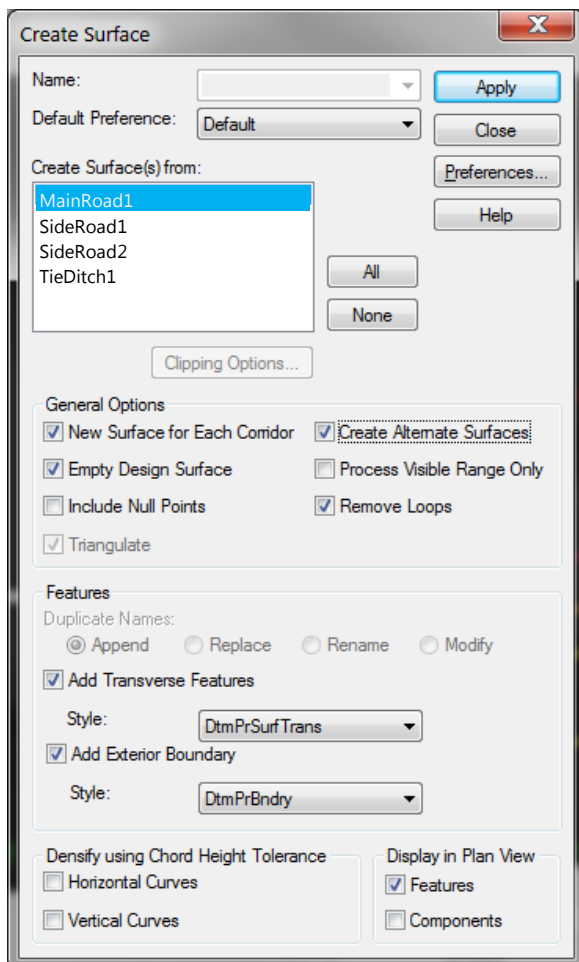 Create Surface
Name:
Apply
Default Preference: Default
Close
Create Surface(s) from:
Preferences...
MainRoad1
Help
SideRoad1
SideRoad2
TieDitch1
All
None
Clipping Options...
General Options
New Surface for Each Corridor Create Alternate Surfaces
Empty Design Surface Process Visible Range Only
Include Null Points Remove Loops
Triangulate
Features
Duplicate Names:
Append Replace Rename Modify
Add Transverse Features
Style: DtmPrSurfTrans
Add Exterior Boundary
Style: DtmPrBndry
Densify using Chord Height Tolerance Display in Plan View
Horizontal Curves Features
Vertical Curves Components